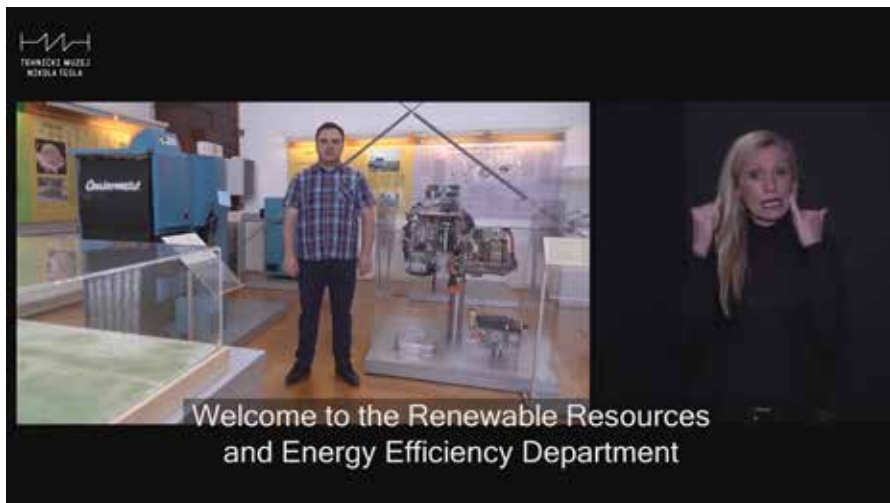 TEHNIČKI MUZEJ
NIKOLA TESLA
Welcome to the Renewable Resources
and Energy Efficiency Department